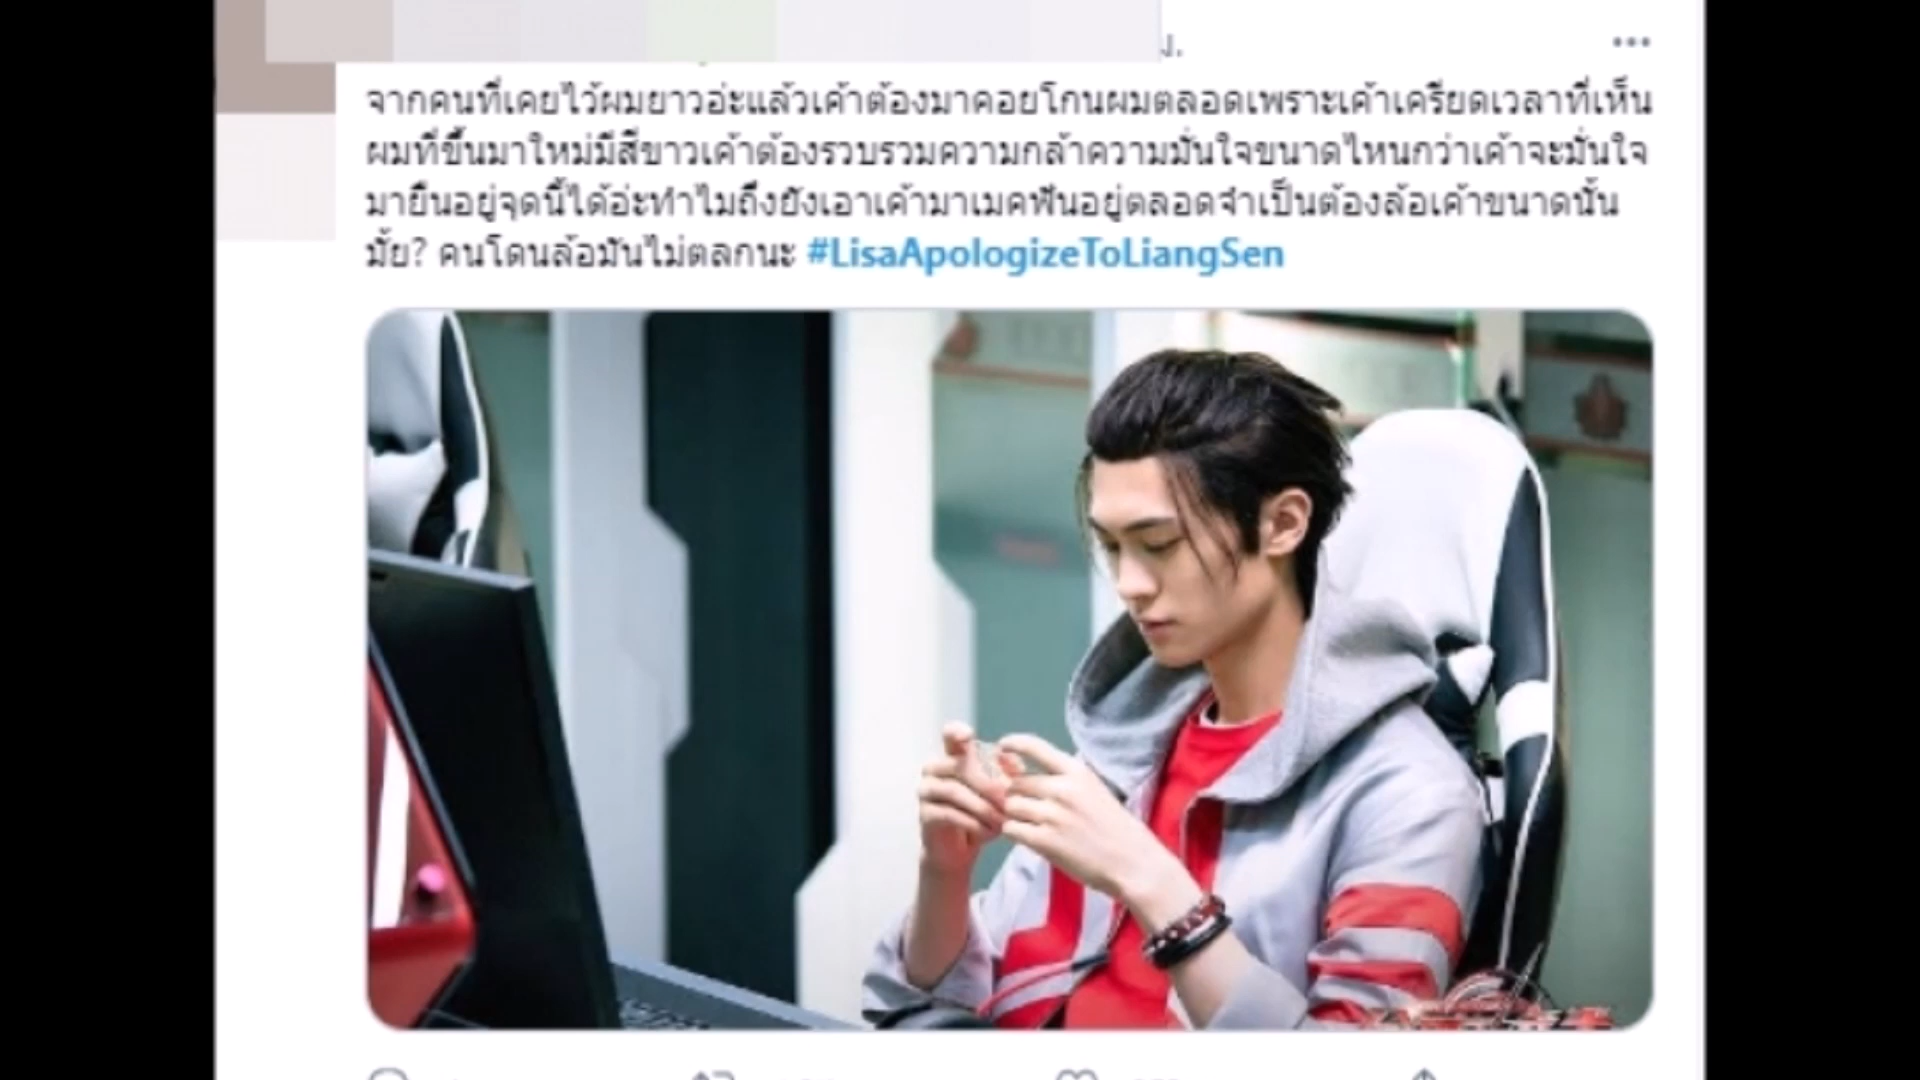 จากคนที่เคยไว้ผมยาวอ่ะแล้วเค้าต้องมาคอยโกนผมตลอดเพราะเค้าเครียดเวลาที่เห็น
ผมที่ขึ้นมาใหม่มีสีขาวเค้าต้องรวบรวมความกล้าความมั่นใจขนาดไหนกว่าเค้าจะมั่นใจ
มายืนอยู่จุดนี้ได้อ่ะทำไมถึงยังเอาเค้ามาเมคฟันอยู่ตลอดจำเป็นต้องล้อเค้าขนาดนั้น
มั้ย? คนโดนล้อมันไม่ตลกนะ #LisaApologizeToLiangSen